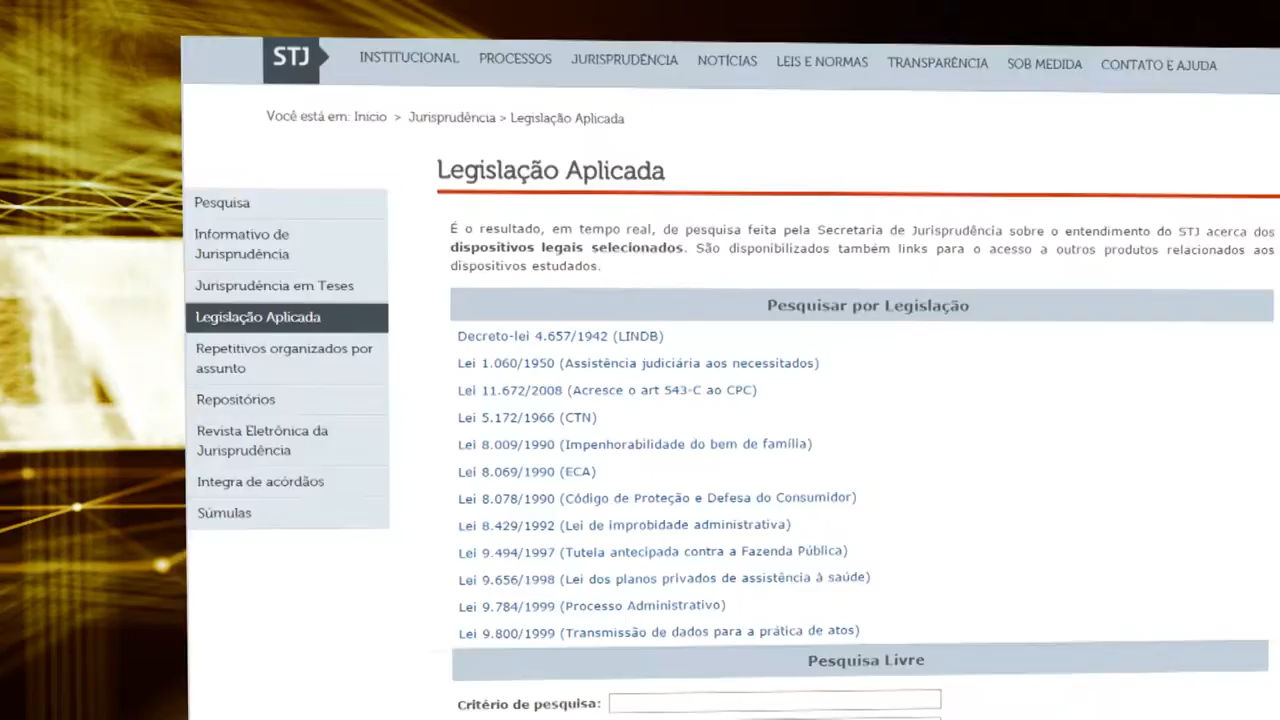 STJ
INSTITUCIONAL PROCESSOS JURISPRUDÊNCIA NOTÍCIAS LEIS E NORMAS TRANSPARÊNCIA SOB MEDIDA CONTATO E AJUDA
Você está em: Inicio > Jurisprudência > Legislação Aplicada
Pesquisa
Informativo de
Jurisprudência
Jurisprudência em Teses
Legislação Aplicada
Repetitivos organizados por
assunto
Repositórios
Revista Eletrônica da
Jurisprudência
Integra de acórdãos
Súmulas
Legislação Aplicada
É o resultado, em tempo real, de pesquisa feita pela Secretaria de Jurisprudência sobre o entendimento do STJ acerca dos
dispositivos legais selecionados. São disponibilizados também links para o acesso a outros produtos relacionados aos
dispositivos estudados.
Pesquisar por Legislação
Decreto-lei 4.657/1942 (LINDB)
Lei 1.060/1950 (Assistência judiciária aos necessitados)
Lei 11.672/2008 (Acresce o art 543-C ao CPC)
Lei 5.172/1966 (CTN)
Lei 8.009/1990 (Impenhorabilidade do bem de família)
Lei 8.069/1990 (ECA)
Lei 8.078/1990 (Código de Proteção e Defesa do Consumidor)
Lei 8.429/1992 (Lei de improbidade administrativa)
Lei 9.494/1997 (Tutela antecipada contra a Fazenda Pública)
Lei 9.656/1998 (Lei dos planos privados de assistência à saúde)
Lei 9.784/1999 (Processo Administrativo)
Lei 9.800/1999 (Transmissão de dados para a prática de atos)
Pesquisa Livre
Critério de pesquisa: